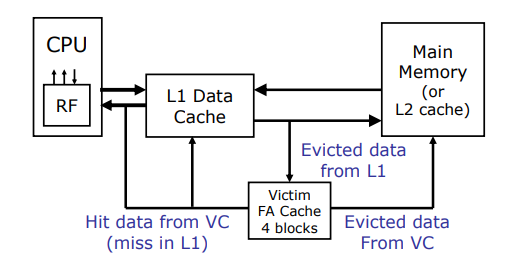 CPU
RF
L1 Data
Cache
Main
Memory
(or
L2 cache)
Evicted data
from L1
Victim
FA Cache
4 blocks
Hit data from VC
(miss in L1)
Evicted data
From VC